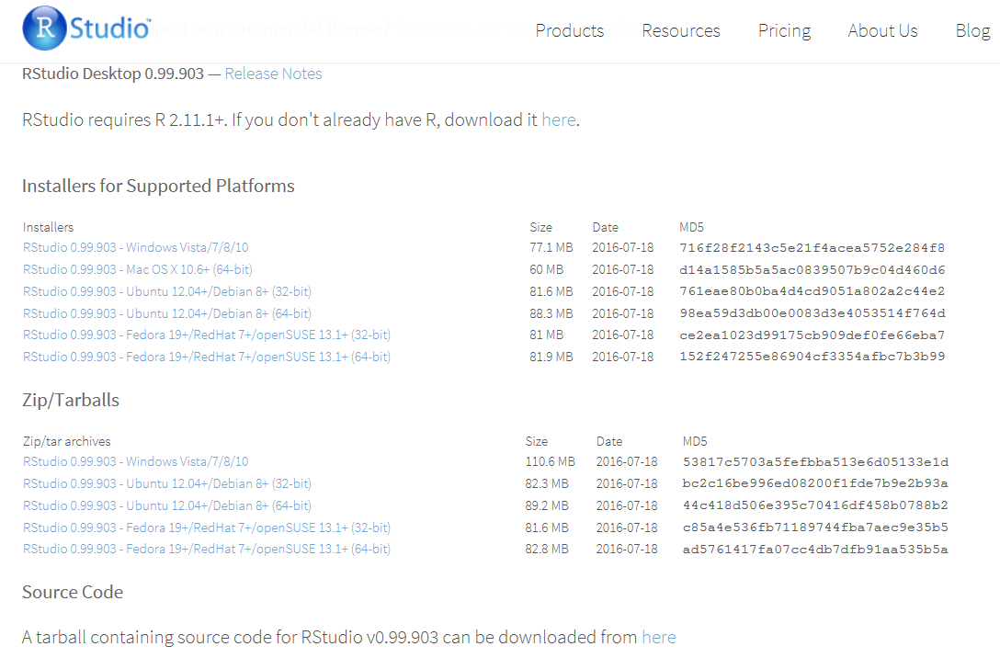 RStudio™ Products Resources Pricing About Us Blog
port or a commercial license?
RStudio Desktop 0.99.903 — Release Notes
RStudio requires R 2.11.1+. If you don't already have R, download it here.
Installers for Supported Platforms
Installers Size Date MD5
RStudio 0.99.903 - Windows Vista/7/8/10 77.1 MB 2016-07-18 716f28f2143c5e21f4acea5752e284f8
RStudio 0.99.903 - Mac OS X 10.6+ (64-bit) 60 MB 2016-07-18 d14a1585b5a5ac0839507b9c04d460d6
RStudio 0.99.903 - Ubuntu 12.04+/Debian 8+ (32-bit) 81.6 MB 2016-07-18 761eae80b0ba4d4cd9051a802a2c44e2
RStudio 0.99.903 - Ubuntu 12.04+/Debian 8+ (64-bit) 88.3 MB 2016-07-18 98ea59d3db00e0083d3e4053514f764d
RStudio 0.99.903 - Fedora 19+/RedHat 7+/openSUSE 13.1+ (32-bit) 81 MB 2016-07-18 ce2ea1023d99175cb909def0fe66eba7
RStudio 0.99.903 - Fedora 19+/RedHat 7+/openSUSE 13.1+ (64-bit) 81.9 MB 2016-07-18 152f247255e86904cf3354afbc7b3b99
Zip/Tarballs
Zip/tar archives Size Date MD5
RStudio 0.99.903 - Windows Vista/7/8/10 110.6 MB 2016-07-18 53817c5703a5fefbba513e6d05133e1d
RStudio 0.99.903 - Ubuntu 12.04+/Debian 8+ (32-bit) 82.3 MB 2016-07-18 bc2c16be996ed08200f1fde7b9e2b93a
RStudio 0.99.903 - Ubuntu 12.04+/Debian 8+ (64-bit) 89.2 MB 2016-07-18 44c418d506e395c70416df458b0788b2
RStudio 0.99.903 - Fedora 19+/RedHat 7+/openSUSE 13.1+ (32-bit) 81.6 MB 2016-07-18 c85a4e536fb71189744fba7aec9e35b5
RStudio 0.99.903 - Fedora 19+/RedHat 7+/openSUSE 13.1+ (64-bit) 82.8 MB 2016-07-18 ad5761417fa07cc4db7dfb91aa535b5a
Source Code
A tarball containing source code for RStudio v0.99.903 can be downloaded from here